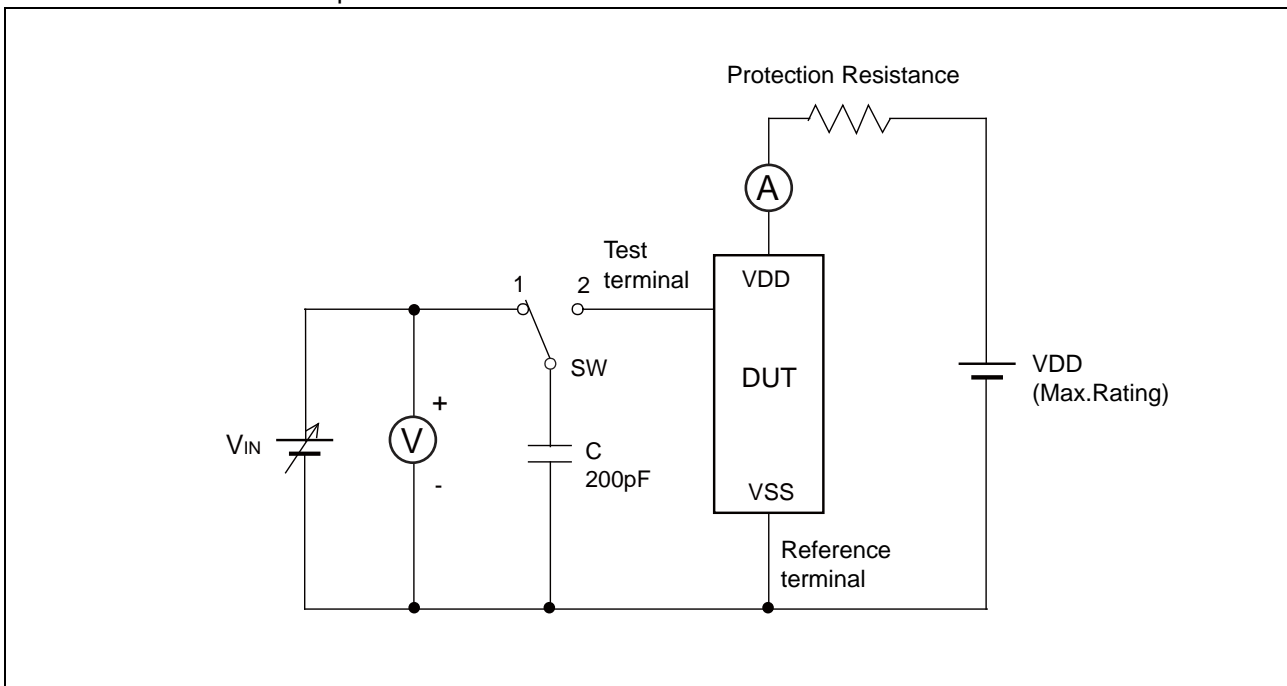 Protection Resistance
A
Test
terminal
1
2
VDD
SW
DUT
VDD
(Max.Rating)
+
VIN
V
C
200pF
-
VSS
Reference
terminal